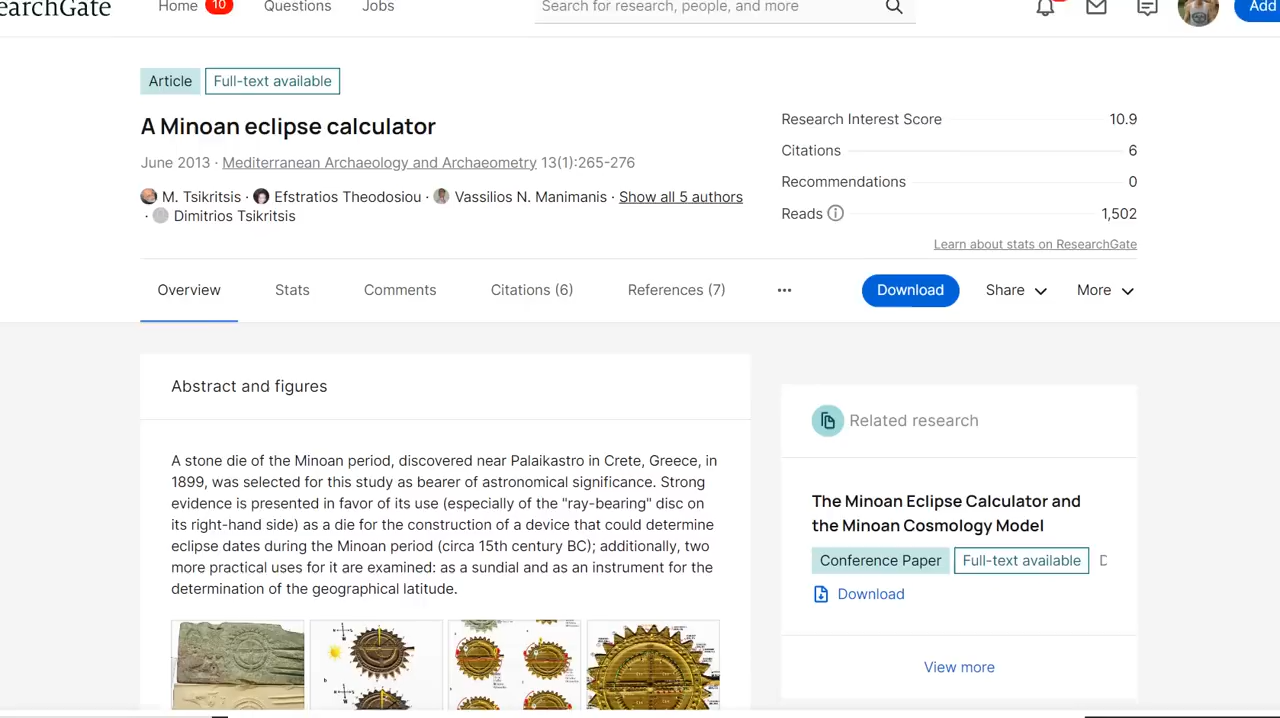 earchGate
Home 10 Questions Jobs Search for research, people, and more Add
Article Full-text available
A Minoan eclipse calculator
June 2013 · Mediterranean Archaeology and Archaeometry 13(1):265-276
M. Tsikritsis · Efstratios Theodosiou · Vassilios N. Manimanis · Show all 5 authors
· Dimitrios Tsikritsis
Research Interest Score 10.9
Citations 6
Recommendations 0
Reads 1,502
Learn about stats on ResearchGate
Overview Stats Comments Citations (6) References (7) ··· Download Share More
Abstract and figures
A stone die of the Minoan period, discovered near Palaikastro in Crete, Greece, in
1899, was selected for this study as bearer of astronomical significance. Strong
evidence is presented in favor of its use (especially of the "ray-bearing" disc on
its right-hand side) as a die for the construction of a device that could determine
eclipse dates during the Minoan period (circa 15th century BC); additionally, two
more practical uses for it are examined: as a sundial and as an instrument for the
determination of the geographical latitude.
Related research
The Minoan Eclipse Calculator and
the Minoan Cosmology Model
Conference Paper Full-text available
Download
View more